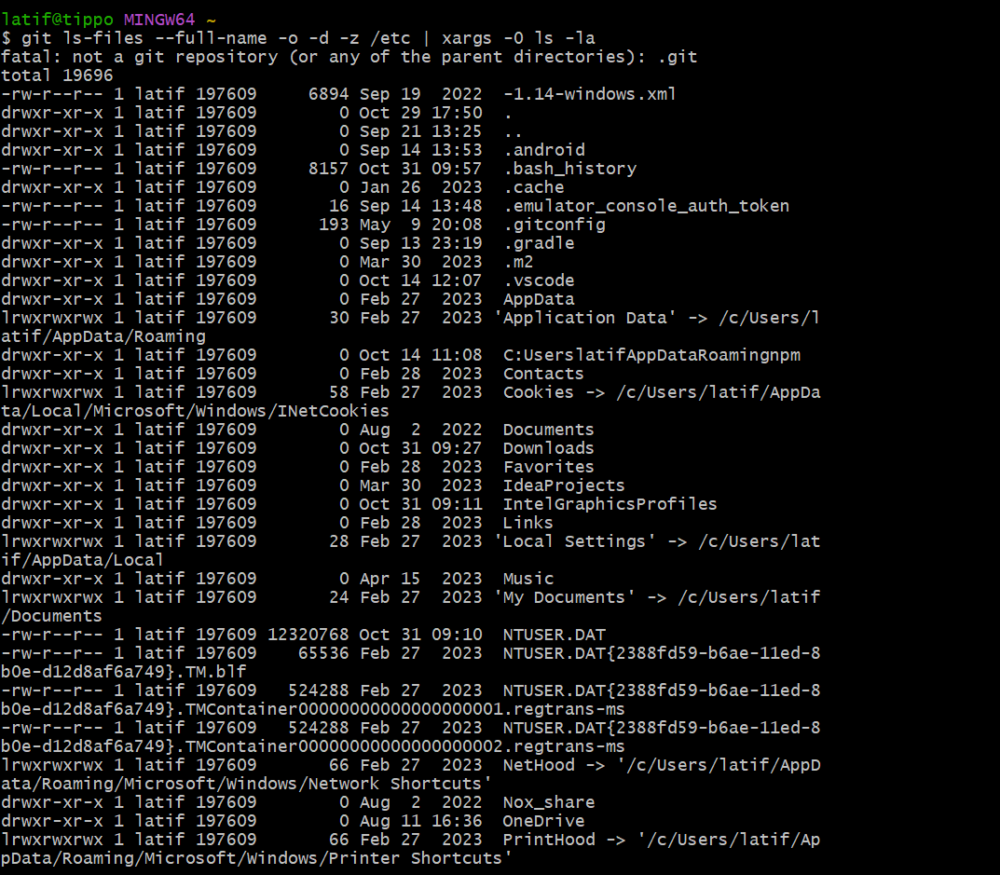 latif@tippo MINGW64 ~
$ git ls-files --full-name -o -d -z /etc | xargs -0 ls -la
fatal: not a git repository (or any of the parent directories): .git
total 19696
-rw-r--r-- 1 latif 197609     6894 Sep 19  2022  -1.14-windows.xml
drwxr-xr-x 1 latif 197609        0 Oct 29 17:50  .
drwxr-xr-x 1 latif 197609        0 Sep 21 13:25  ..
drwxr-xr-x 1 latif 197609        0 Sep 14 13:53  .android
-rw-r--r-- 1 latif 197609     8157 Oct 31 09:57  .bash_history
drwxr-xr-x 1 latif 197609        0 Jan 26  2023  .cache
-rw-r--r-- 1 latif 197609       16 Sep 14 13:48  .emulator_console_auth_token
-rw-r--r-- 1 latif 197609      193 May  9 20:08  .gitconfig
drwxr-xr-x 1 latif 197609        0 Sep 13 23:19  .gradle
drwxr-xr-x 1 latif 197609        0 Mar 30  2023  .m2
drwxr-xr-x 1 latif 197609        0 Oct 14 12:07  .vscode
drwxr-xr-x 1 latif 197609        0 Feb 27  2023  AppData
lrwxrwxrwx 1 latif 197609       30 Feb 27  2023 'Application Data' -> /c/Users/l
atif/AppData/Roaming
drwxr-xr-x 1 latif 197609        0 Oct 14 11:08  C:UserslatifAppDataRoamingnpm
drwxr-xr-x 1 latif 197609        0 Feb 28  2023  Contacts
lrwxrwxrwx 1 latif 197609       58 Feb 27  2023  Cookies -> /c/Users/latif/AppDa
ta/Local/Microsoft/Windows/INetCookies
drwxr-xr-x 1 latif 197609        0 Aug  2  2022  Documents
drwxr-xr-x 1 latif 197609        0 Oct 31 09:27  Downloads
drwxr-xr-x 1 latif 197609        0 Feb 28  2023  Favorites
drwxr-xr-x 1 latif 197609        0 Mar 30  2023  IdeaProjects
drwxr-xr-x 1 latif 197609        0 Oct 31 09:11  IntelGraphicsProfiles
drwxr-xr-x 1 latif 197609        0 Feb 28  2023  Links
lrwxrwxrwx 1 latif 197609       28 Feb 27  2023 'Local Settings' -> /c/Users/lat
if/AppData/Local
drwxr-xr-x 1 latif 197609        0 Apr 15  2023  Music
lrwxrwxrwx 1 latif 197609       24 Feb 27  2023 'My Documents' -> /c/Users/latif
/Documents
-rw-r--r-- 1 latif 197609 12320768 Oct 31 09:10  NTUSER.DAT
-rw-r--r-- 1 latif 197609    65536 Feb 27  2023  NTUSER.DAT{2388fd59-b6ae-11ed-8
b0e-d12d8af6a749}.TM.blf
-rw-r--r-- 1 latif 197609   524288 Feb 27  2023  NTUSER.DAT{2388fd59-b6ae-11ed-8
b0e-d12d8af6a749}.TMContainer00000000000000000001.regtrans-ms
-rw-r--r-- 1 latif 197609   524288 Feb 27  2023  NTUSER.DAT{2388fd59-b6ae-11ed-8
b0e-d12d8af6a749}.TMContainer00000000000000000002.regtrans-ms
lrwxrwxrwx 1 latif 197609       66 Feb 27  2023  NetHood -> '/c/Users/latif/AppD
ata/Roaming/Microsoft/Windows/Network Shortcuts'
drwxr-xr-x 1 latif 197609        0 Aug  2  2022  Nox_share
drwxr-xr-x 1 latif 197609        0 Aug 11 16:36  OneDrive
lrwxrwxrwx 1 latif 197609       66 Feb 27  2023  PrintHood -> '/c/Users/latif/Ap
pData/Roaming/Microsoft/Windows/Printer Shortcuts'